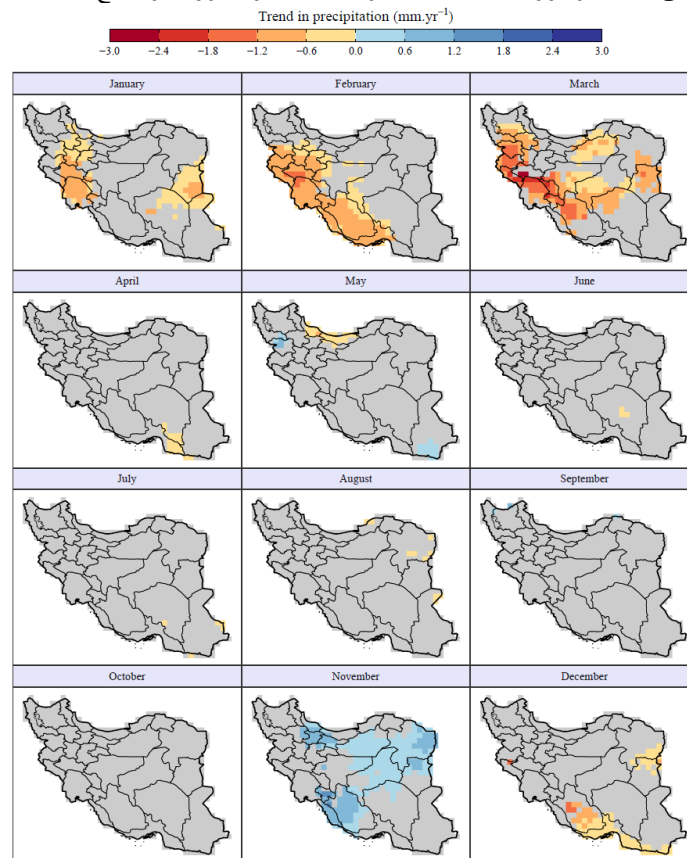 Trend in precipitation (mm.yr⁻¹)
−3.0 −2.4 −1.8 −1.2 −0.6 0.0 0.6 1.2 1.8 2.4 3.0
January February March
April May June
July August September
October November December